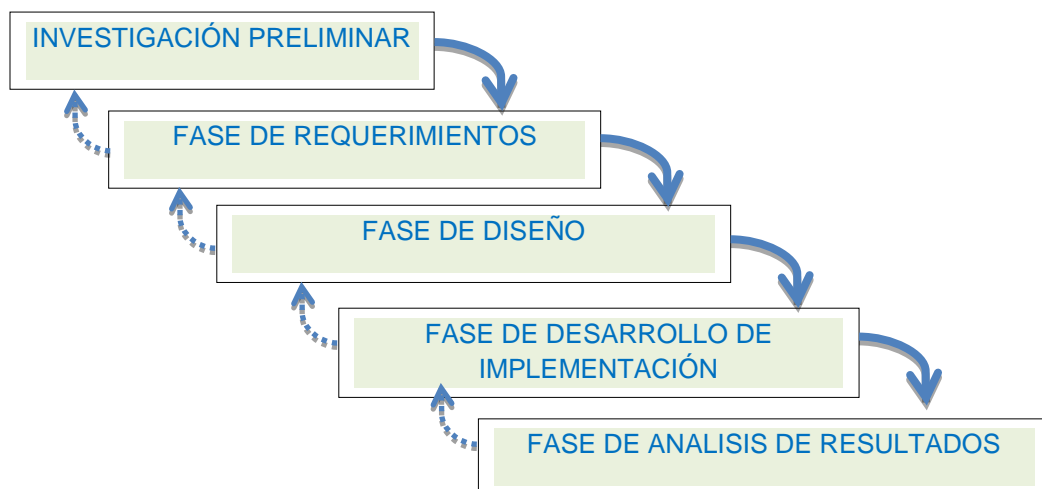 INVESTIGACIÓN PRELIMINAR
FASE DE REQUERIMIENTOS
FASE DE DISEÑO
FASE DE DESARROLLO DE
IMPLEMENTACIÓN
FASE DE ANALISIS DE RESULTADOS